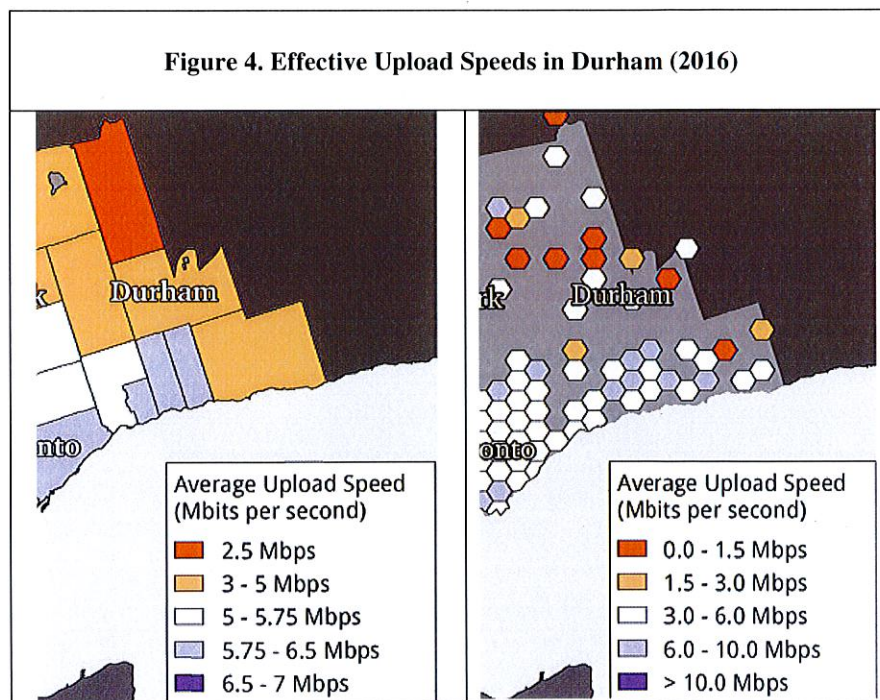 Figure 4. Effective Upload Speeds in Durham (2016)
k
Durham
nto
Average Upload Speed
(Mbits per second)
2.5 Mbps
3 - 5 Mbps
5 - 5.75 Mbps
5.75 - 6.5 Mbps
6.5 - 7 Mbps
rk
Durham
onto
Average Upload Speed
(Mbits per second)
0.0 - 1.5 Mbps
1.5 - 3.0 Mbps
3.0 - 6.0 Mbps
6.0 - 10.0 Mbps
> 10.0 Mbps